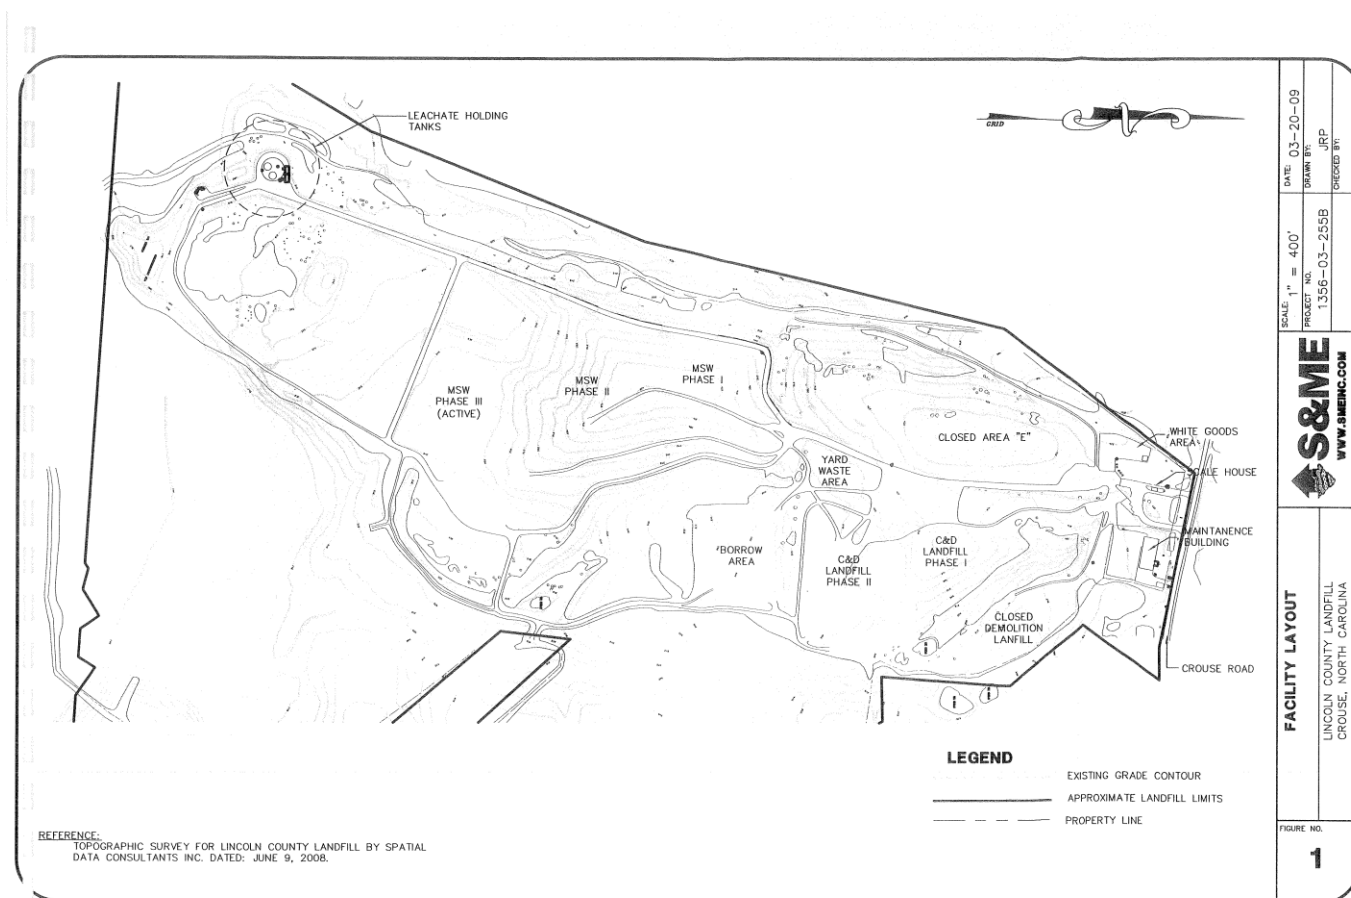 LEACHATE HOLDING
TANKS
GRID
MSW
PHASE III
(ACTIVE)
MSW
PHASE II
MSW
PHASE I
CLOSED AREA "E"
WHITE GOODS
AREA
SCALE HOUSE
YARD
WASTE
AREA
MAINTANENCE
BUILDING
BORROW
AREA
C&D
LANDFILL
PHASE II
C&D
LANDFILL
PHASE I
CLOSED
DEMOLITION
LANFILL
CROUSE ROAD
LEGEND
EXISTING GRADE CONTOUR
APPROXIMATE LANDFILL LIMITS
PROPERTY LINE
REFERENCE:
TOPOGRAPHIC SURVEY FOR LINCOLN COUNTY LANDFILL BY SPATIAL
DATA CONSULTANTS INC. DATED: JUNE 9, 2008.
SCALE: 1" = 400'
DATE: 03-20-09
PROJECT NO. 1356-03-255B
DRAWN BY: JRP
CHECKED BY:
S&ME
WWW.SMEINC.COM
FACILITY LAYOUT
LINCOLN COUNTY LANDFILL
CROUSE, NORTH CAROLINA
FIGURE NO.
1